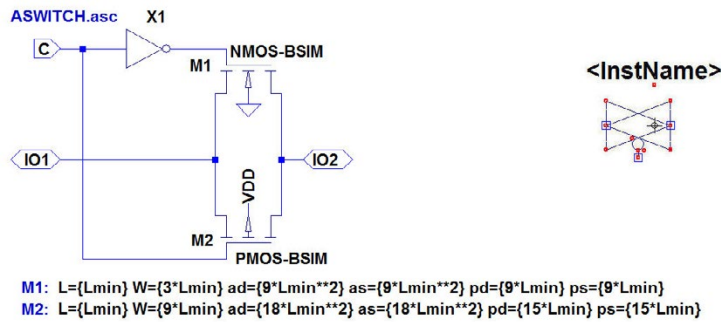 ASWITCH.asc
X1
C
NMOS-BSIM
M1
<InstName>
IO1
IO2
VDD
M2
PMOS-BSIM
M1: L={Lmin} W={3*Lmin} ad={9*Lmin**2} as={9*Lmin**2} pd={9*Lmin} ps={9*Lmin}
M2: L={Lmin} W={9*Lmin} ad={18*Lmin**2} as={18*Lmin**2} pd={15*Lmin} ps={15*Lmin}